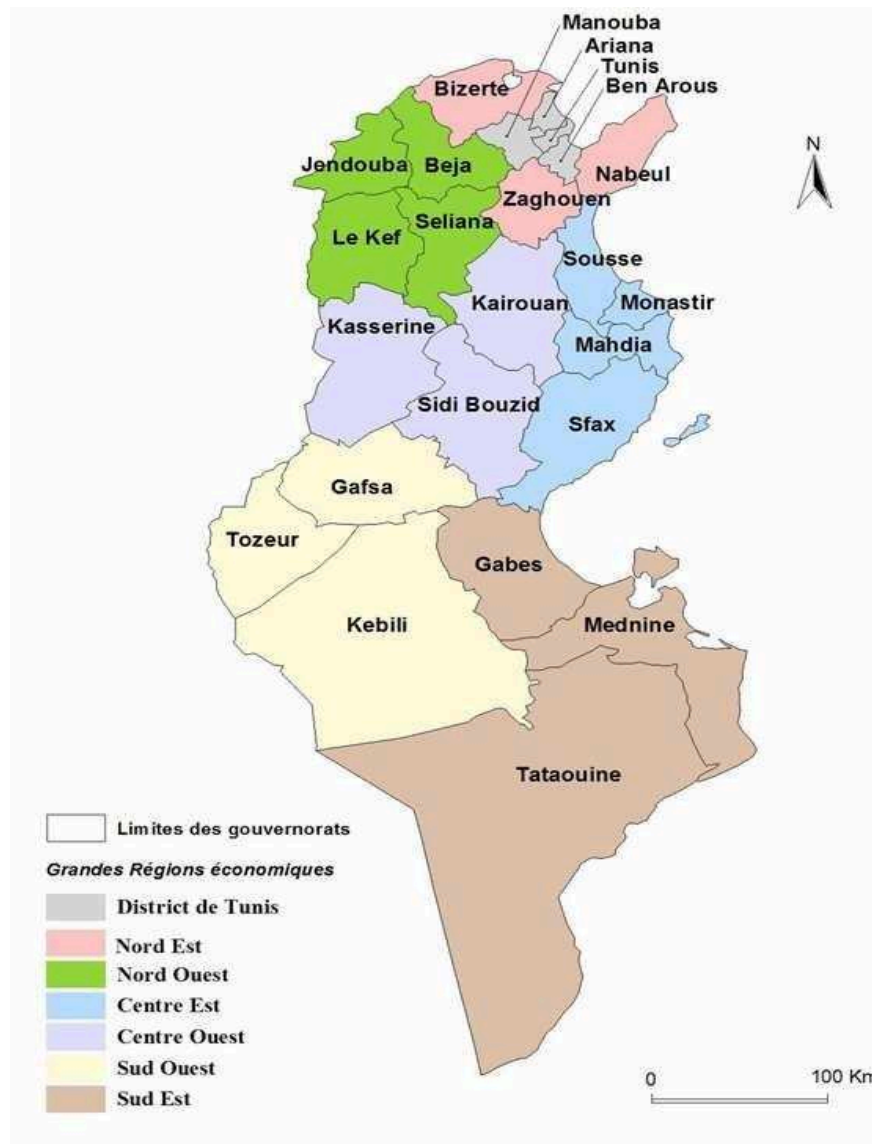 Manouba
Ariana
Tunis
Ben Arous
Bizerte
N
Jendouba
Beja
Nabeul
Zaghouen
Seliana
Le Kef
Sousse
Kairouan
Monastir
Kasserine
Mahdia
Sidi Bouzid
Sfax
Gafsa
Tozeur
Gabes
Kebili
Mednine
Tataouine
Limites des gouvernorats
Grandes Régions économiques
District de Tunis
Nord Est
Nord Ouest
Centre Est
Centre Ouest
Sud Ouest
Sud Est
0 100 Km